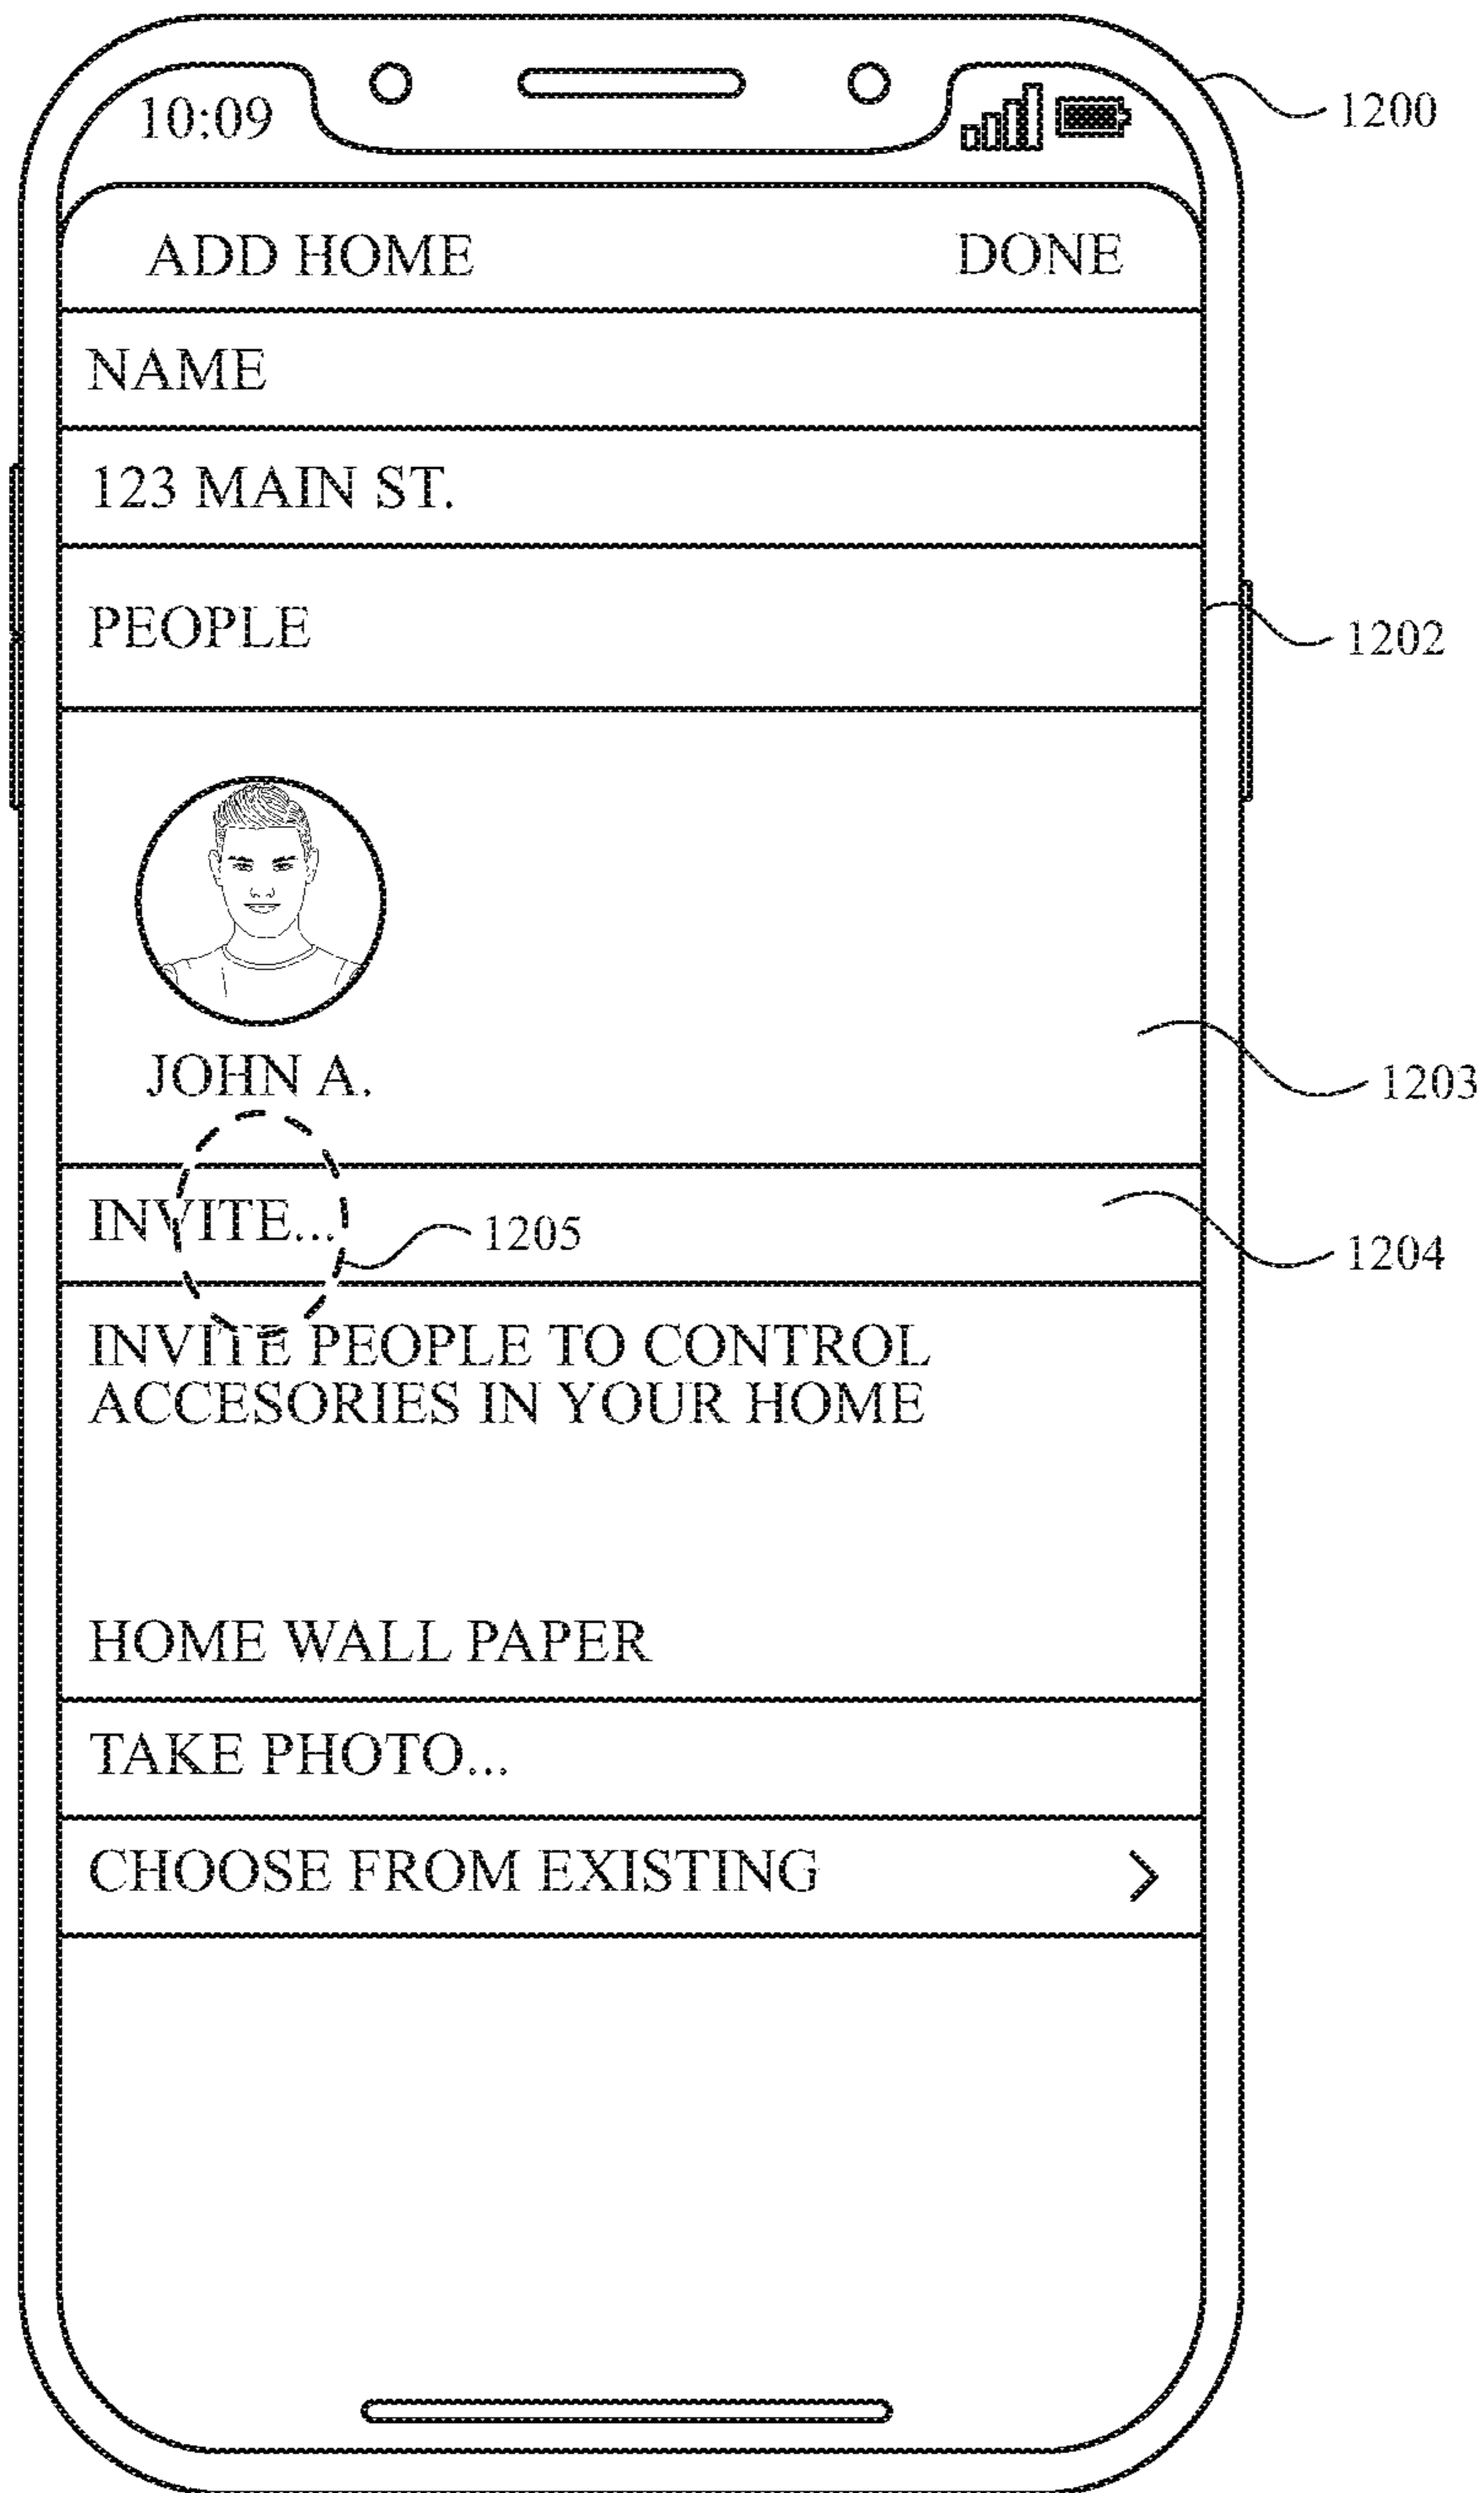 10:09
1200
ADD HOME DONE
NAME
123 MAIN ST.
PEOPLE
1202
JOHN A.
1203
INVITE...
1205
1204
INVITE PEOPLE TO CONTROL
ACCESORIES IN YOUR HOME
HOME WALL PAPER
TAKE PHOTO...
CHOOSE FROM EXISTING